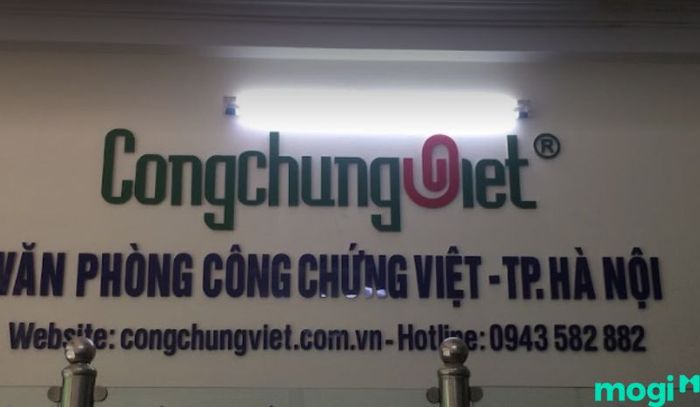 CongchungViet®
VĂN PHÒNG CÔNG CHỨNG VIỆT - TP. HÀ NỘI
Website: congchungviet.com.vn - Hotline: 0943 582 882
mogi M